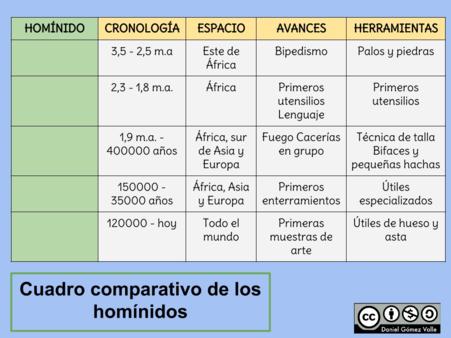 HOMÍNIDO CRONOLOGÍA ESPACIO AVANCES HERRAMIENTAS
3,5 - 2,5 m.a
Este de
África
Bipedismo
Palos y piedras
2,3 - 1,8 m.a.
África
Primeros
utensilios
Lenguaje
Primeros
utensilios
1,9 m.a. -
400000 años
África, sur
de Asia y
Europa
Fuego Cacerías
en grupo
Técnica de talla
Bifaces y
pequeñas hachas
150000 -
35000 años
África, Asia
y Europa
Primeros
enterramientos
Útiles
especializados
120000 - hoy
Todo el
mundo
Primeras
muestras de
arte
Útiles de hueso y
asta
Cuadro comparativo de los
homínidos
cc
Daniel Gómez Valle